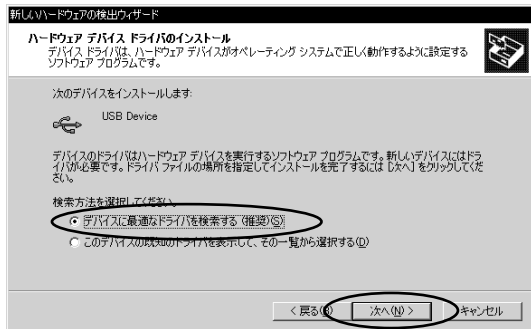 新しいハードウェアの検出ウィザード
ハードウェア デバイス ドライバのインストール
デバイス ドライバは、ハードウェア デバイスがオペレーティング システムで正しく動作するように設定する
ソフトウェア プログラムです。
次のデバイスをインストールします:
USB Device
デバイスのドライバはハードウェア デバイスを実行するソフトウェア プログラムです。新しいデバイスにはドラ
イバが必要です。ドライバ ファイルの場所を指定してインストールを完了するには [次へ] をクリックしてくだ
さい。
検索方法を選択してください。
デバイスに最適なドライバを検索する (推奨)(S)
このデバイスの既知のドライバを表示して、その一覧から選択する(D)
< 戻る(B) 次へ(N) > キャンセル